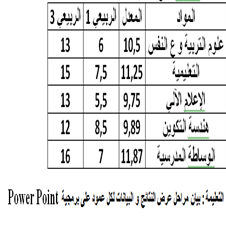 المواد المعدل الربيعي 1 الربيعي 3
علوم التربية و ع النفس 10,5 6 13
التعليمية 11,25 7,5 15
الإعلام الآلي 9,75 5,5 13
هندسة التكوين 9,89 8,5 12
الوساطة المدرسية 11,87 7 16
التعليمة : بيان مراحل عرض النتائج و البيانات لكل عمود على برمجية Power Point